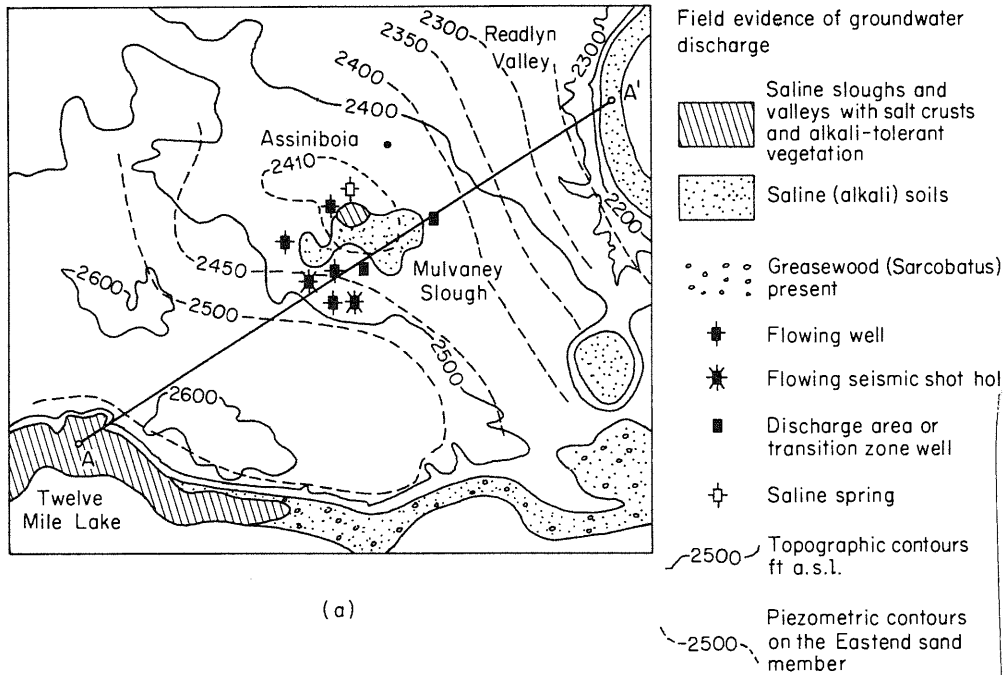 Readlyn
Valley
2300
2350
2400
2400
2300
A'
Assiniboia
2410
2200
2450
Mulvaney
Slough
2600
2500
2500
2600
A
Twelve
Mile Lake
(a)
Field evidence of groundwater
discharge
Saline sloughs and
valleys with salt crusts
and alkali-tolerant
vegetation
Saline (alkali) soils
Greasewood (Sarcobatus)
present
Flowing well
Flowing seismic shot hol
Discharge area or
transition zone well
Saline spring
2500
Topographic contours
ft a.s.l.
2500
Piezometric contours
on the Eastend sand
member